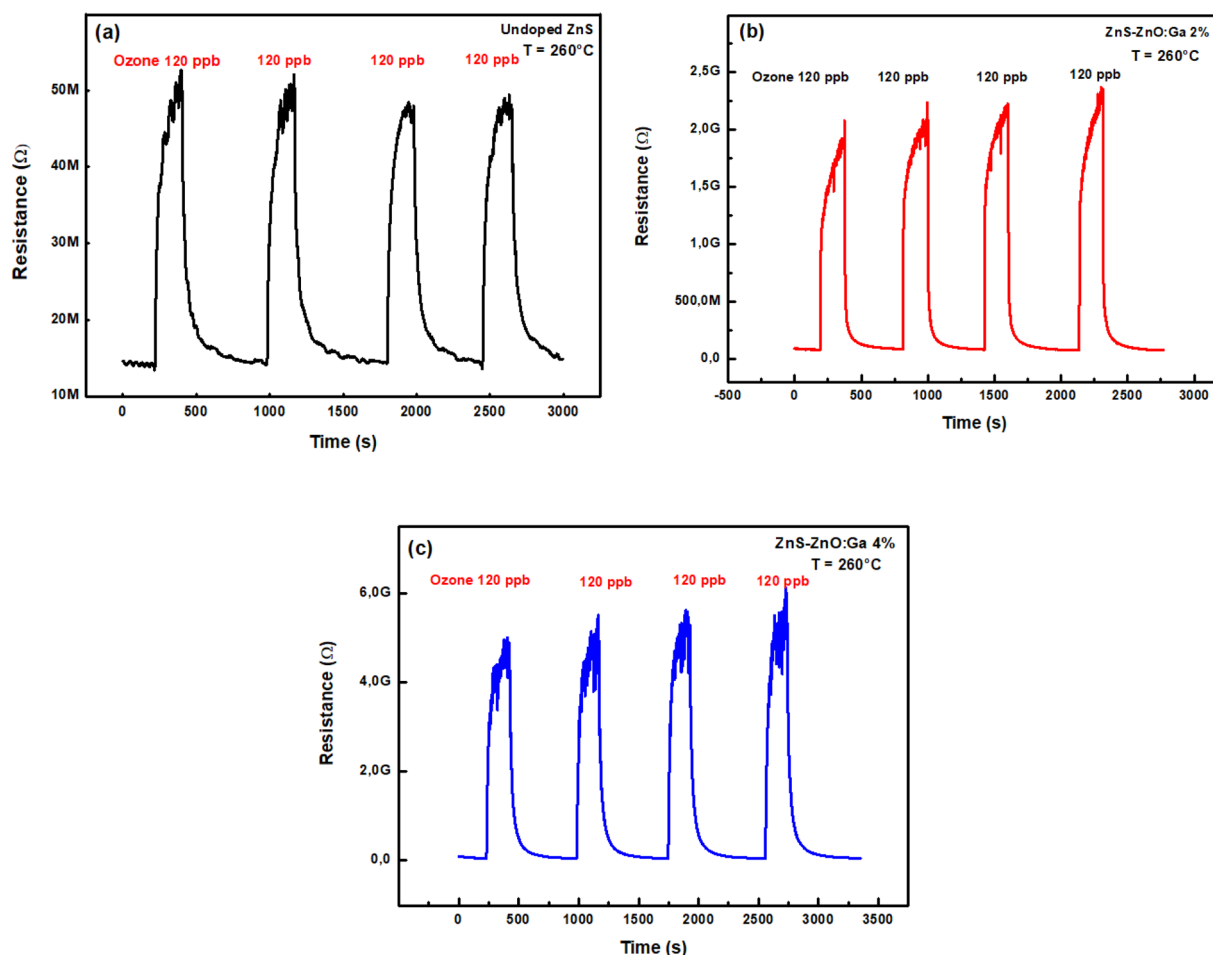 (a)
Undoped ZnS
T = 260°C
Ozone 120 ppb
120 ppb
120 ppb
120 ppb
50M
40M
30M
20M
10M
Resistance (Ω)
0
500
1000
1500
2000
2500
3000
Time (s)
(b)
ZnS-ZnO:Ga 2%
T = 260°C
Ozone 120 ppb
120 ppb
120 ppb
120 ppb
2,5G
2,0G
1,5G
1,0G
500,0M
0,0
Resistance (Ω)
-500
0
500
1000
1500
2000
2500
3000
Time (s)
(c)
ZnS-ZnO:Ga 4%
T = 260°C
Ozone 120 ppb
120 ppb
120 ppb
120 ppb
6,0G
4,0G
2,0G
0,0
Resistance (Ω)
0
500
1000
1500
2000
2500
3000
3500
Time (s)